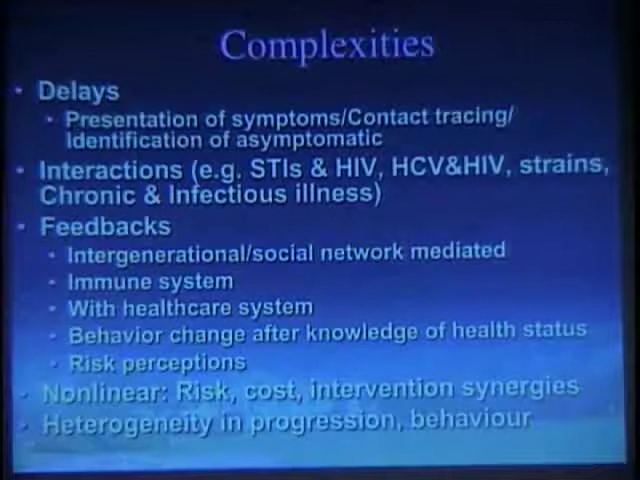 Complexities
• Delays
• Presentation of symptoms/Contact tracing/
Identification of asymptomatic
• Interactions (e.g. STIs & HIV, HCV&HIV, strains,
Chronic & Infectious illness)
• Feedbacks
• Intergenerational/social network mediated
• Immune system
• With healthcare system
• Behavior change after knowledge of health status
• Risk perceptions
• Nonlinear: Risk, cost, intervention synergies
• Heterogeneity in progression, behaviour